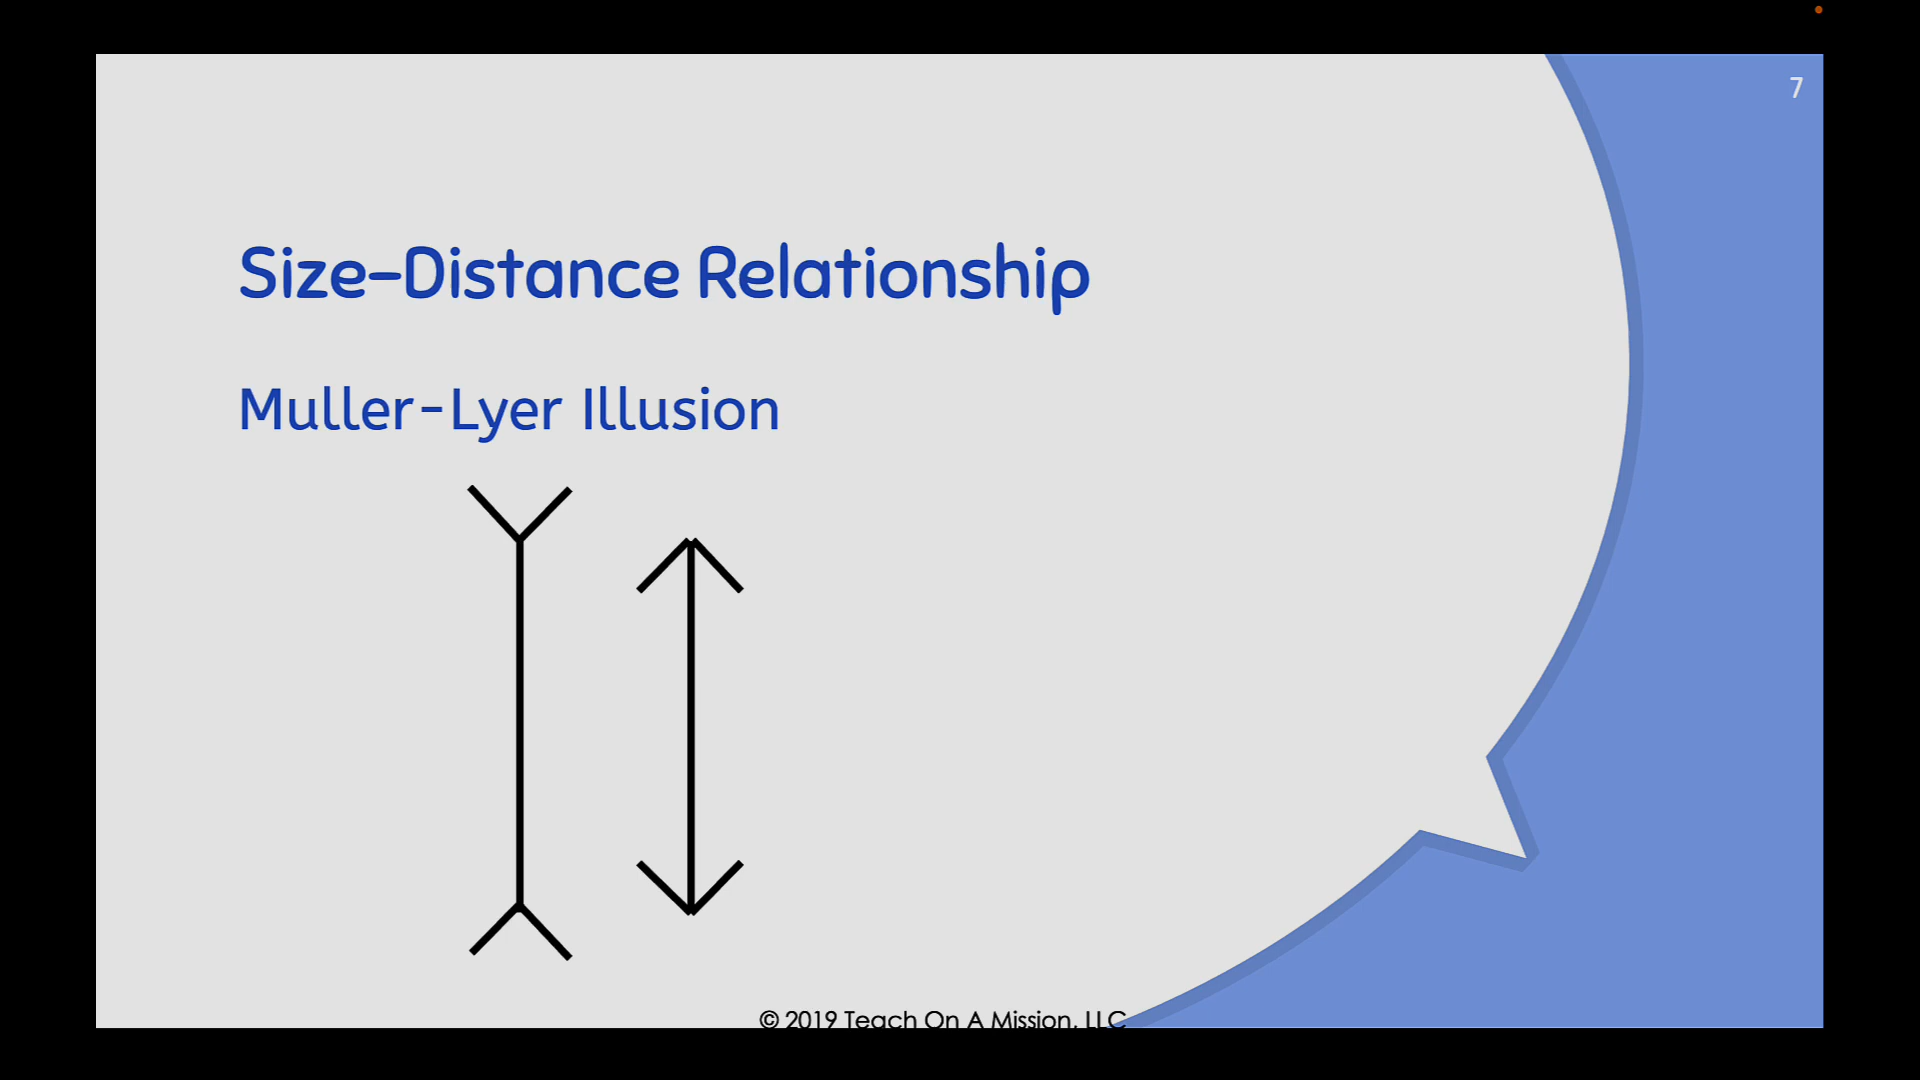 7
Size-Distance Relationship
Muller-Lyer Illusion
© 2019 Teach On A Mission, LLC